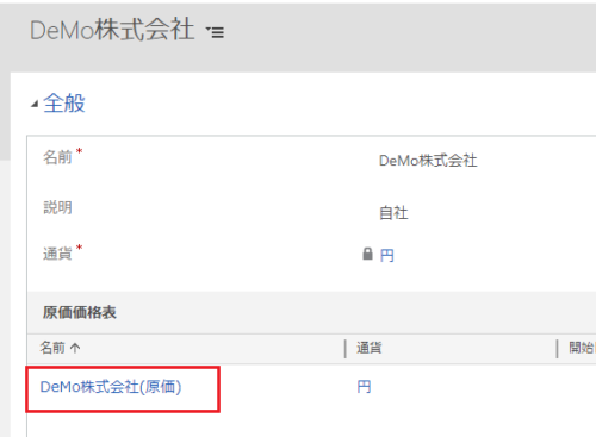 DeMo株式会社
全般
名前* DeMo株式会社
説明 自社
通貨* 円
原価価格表
名前 通貨 開始
DeMo株式会社(原価) 円